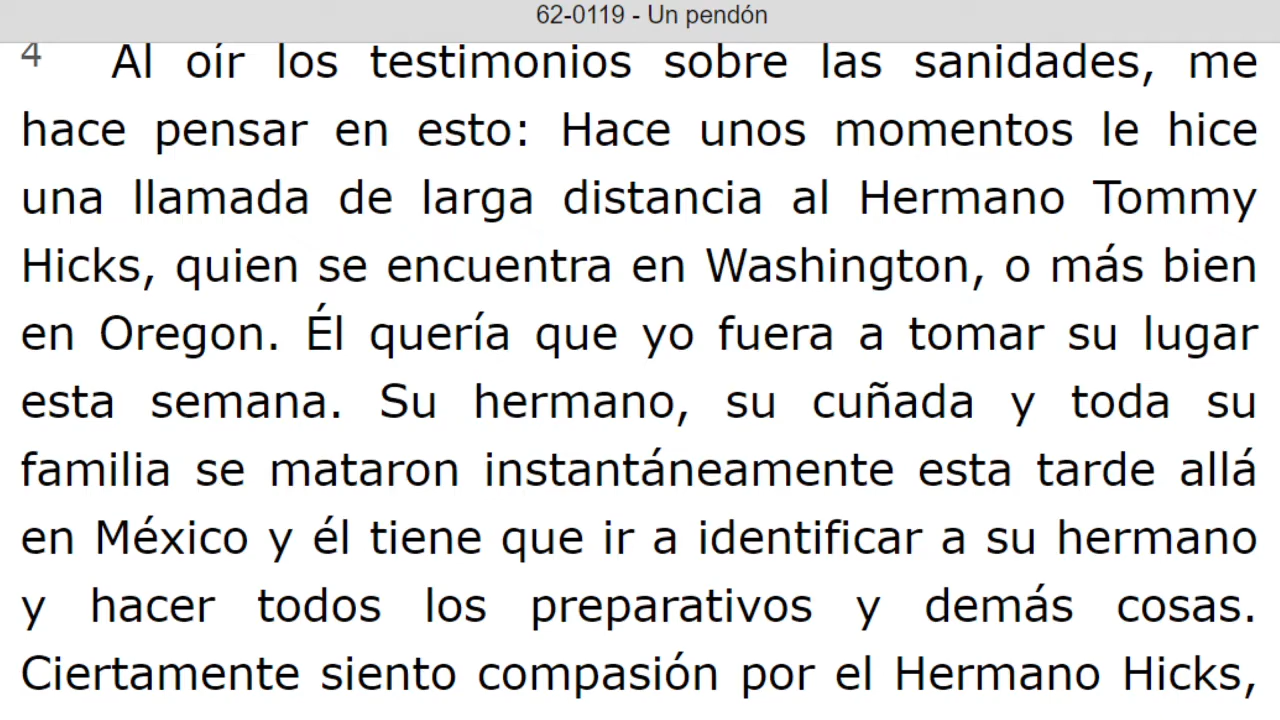 62-0119 - Un pendón
4 Al oír los testimonios sobre las sanidades, me
hace pensar en esto: Hace unos momentos le hice
una llamada de larga distancia al Hermano Tommy
Hicks, quien se encuentra en Washington, o más bien
en Oregon. Él quería que yo fuera a tomar su lugar
esta semana. Su hermano, su cuñada y toda su
familia se mataron instantáneamente esta tarde allá
en México y él tiene que ir a identificar a su hermano
y hacer todos los preparativos y demás cosas.
Ciertamente siento compasión por el Hermano Hicks,